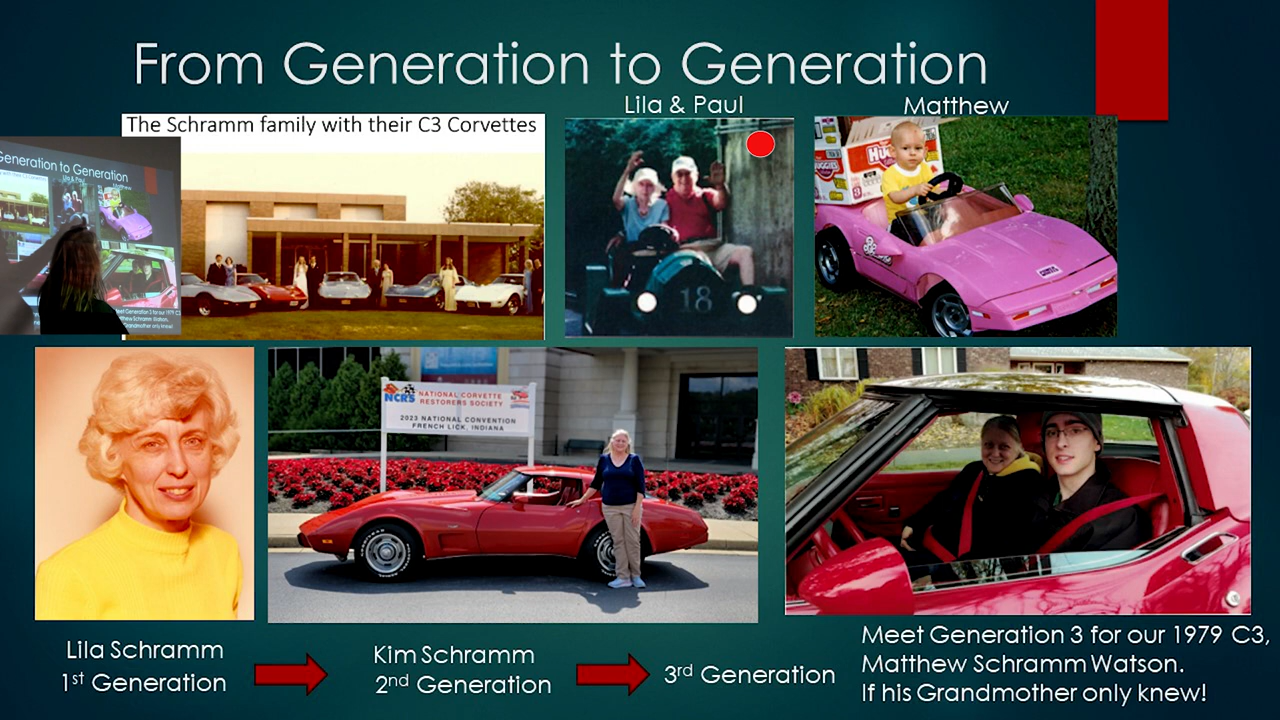 From Generation to Generation
Lila & Paul
Matthew
The Schramm family with their C3 Corvettes
Generation to Generation
18
HUGGIES
NCRS
NATIONAL CORVETTE
RESTORERS SOCIETY
2023 NATIONAL CONVENTION
FRENCH LICK, INDIANA
Lila Schramm
1st Generation
Kim Schramm
2nd Generation
3rd Generation
Meet Generation 3 for our 1979 C3,
Matthew Schramm Watson.
If his Grandmother only knew!